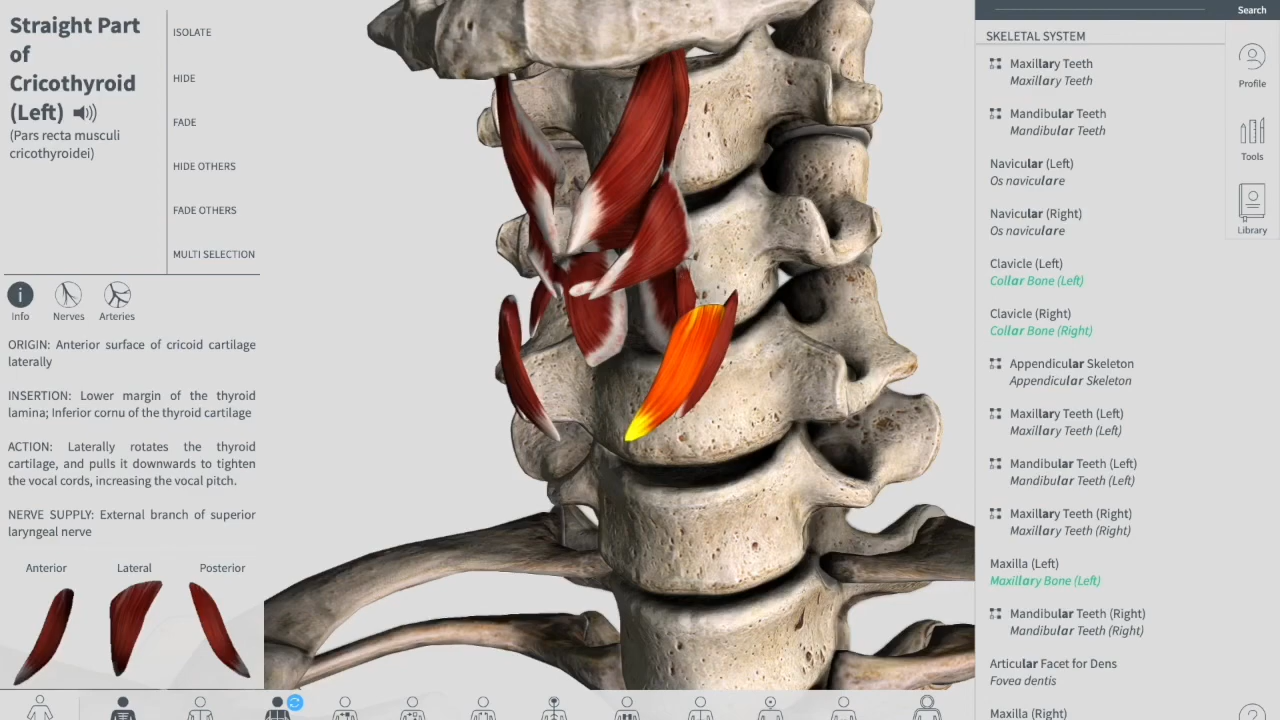 Straight Part
of
Cricothyroid
(Left)
(Pars recta musculi
cricothyroidei)
ISOLATE
HIDE
FADE
HIDE OTHERS
FADE OTHERS
MULTI SELECTION
Info
Nerves
Arteries
ORIGIN: Anterior surface of cricoid cartilage
laterally
INSERTION: Lower margin of the thyroid
lamina; Inferior cornu of the thyroid cartilage
ACTION: Laterally rotates the thyroid
cartilage, and pulls it downwards to tighten
the vocal cords, increasing the vocal pitch.
NERVE SUPPLY: External branch of superior
laryngeal nerve
Anterior
Lateral
Posterior
Search
SKELETAL SYSTEM
Maxillary Teeth
Maxillary Teeth
Mandibular Teeth
Mandibular Teeth
Navicular (Left)
Os naviculare
Navicular (Right)
Os naviculare
Clavicle (Left)
Collar Bone (Left)
Clavicle (Right)
Collar Bone (Right)
Appendicular Skeleton
Appendicular Skeleton
Maxillary Teeth (Left)
Maxillary Teeth (Left)
Mandibular Teeth (Left)
Mandibular Teeth (Left)
Maxillary Teeth (Right)
Maxillary Teeth (Right)
Maxilla (Left)
Maxillary Bone (Left)
Mandibular Teeth (Right)
Mandibular Teeth (Right)
Articular Facet for Dens
Fovea dentis
Maxilla (Right)
Profile
Tools
Library